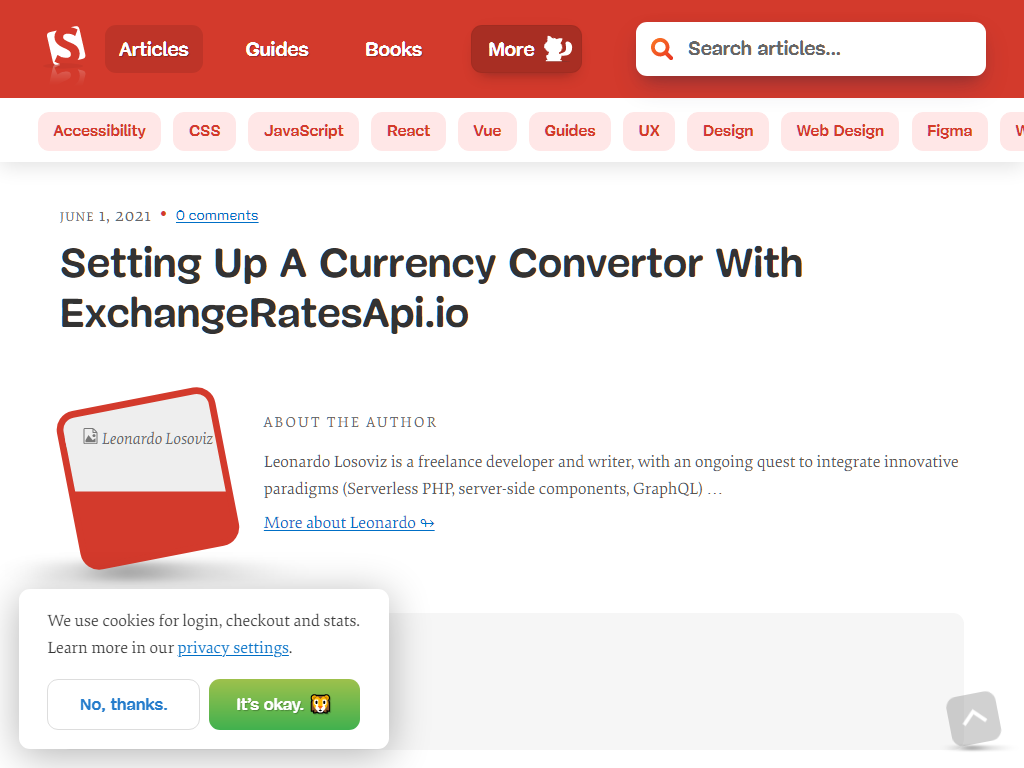 Articles
Guides
Books
More
Search articles...
Accessibility
CSS
JavaScript
React
Vue
Guides
UX
Design
Web Design
Figma
JUNE 1, 2021 • 0 comments
Setting Up A Currency Convertor With
ExchangeRatesApi.io
Leonardo Losoviz
ABOUT THE AUTHOR
Leonardo Losoviz is a freelance developer and writer, with an ongoing quest to integrate innovative
paradigms (Serverless PHP, server-side components, GraphQL) …
More about Leonardo ↬
We use cookies for login, checkout and stats.
Learn more in our privacy settings.
No, thanks.
It's okay. 🐯